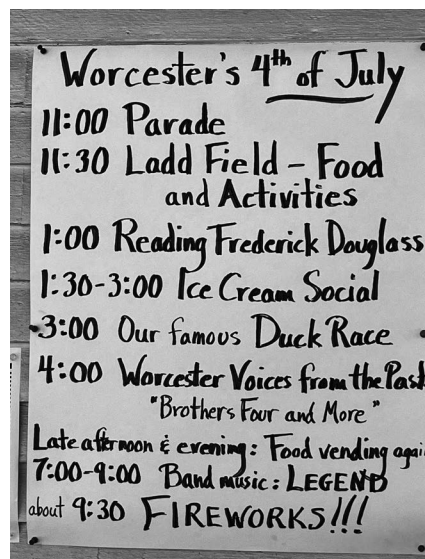 Worcester's 4th of July
11:00 Parade
11:30 Ladd Field - Food
and Activities
1:00 Reading Frederick Douglass
1:30-3:00 Ice Cream Social
3:00 Our famous Duck Race
4:00 Worcester Voices from the Past
"Brothers Four and More"
Late afternoon & evening: Food vending agai
7:00-9:00 Band music: LEGEND
about 9:30 FIREWORKS!!!